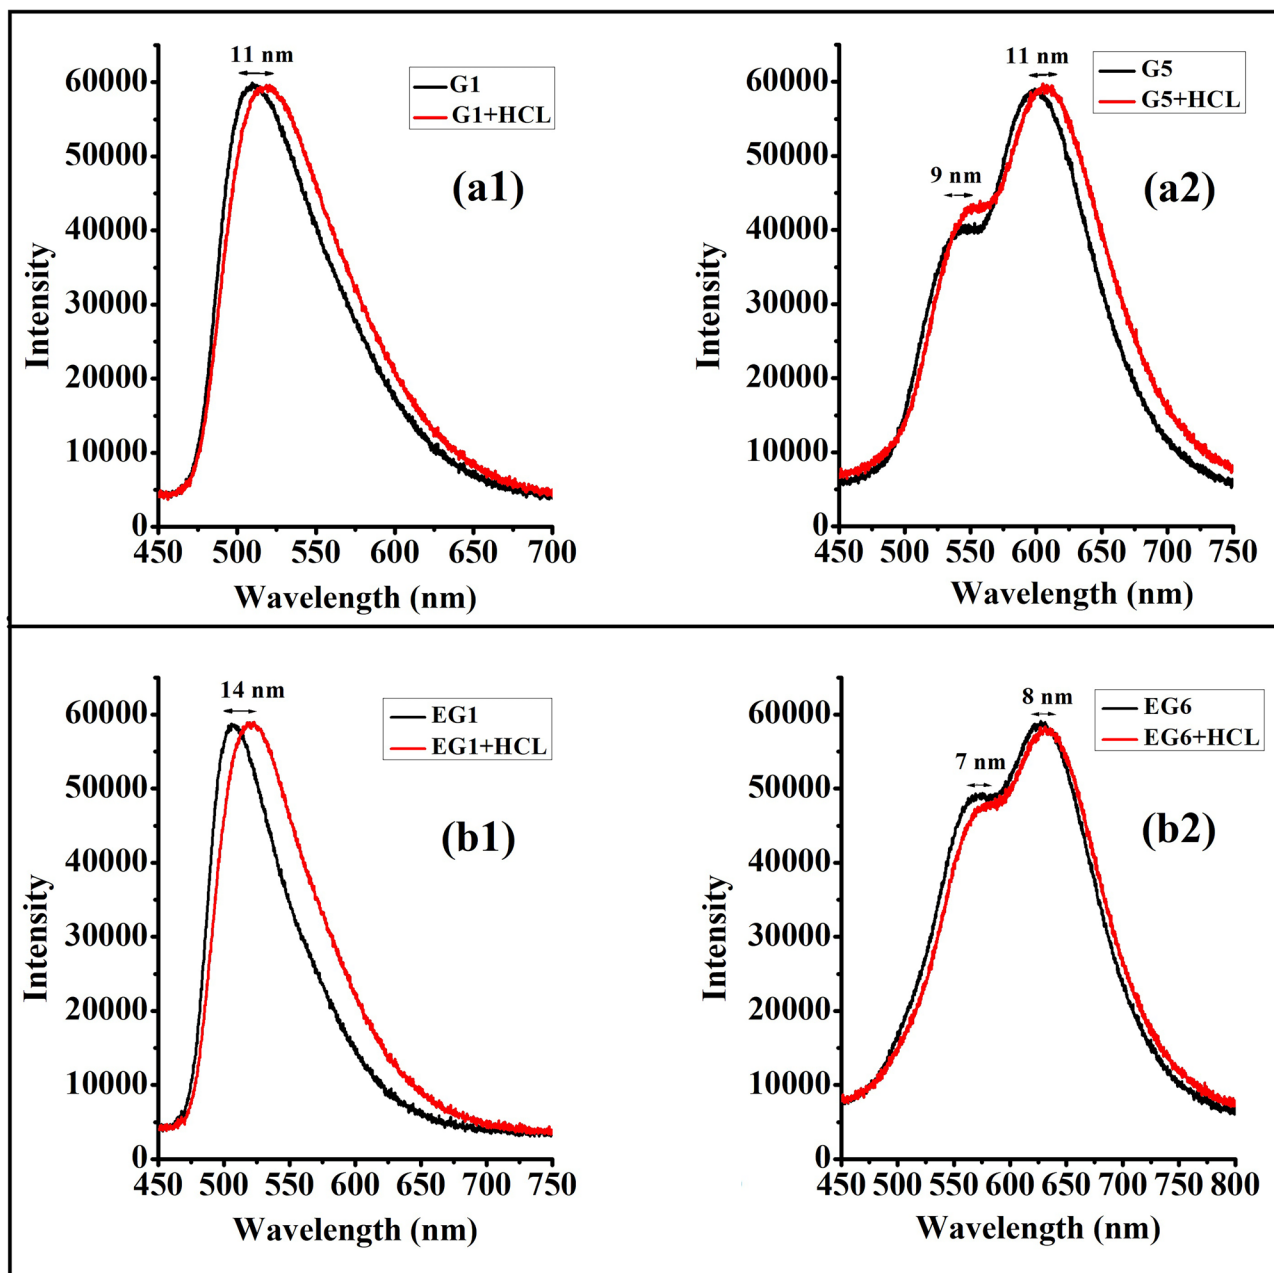 11 nm
G1
G1+HCL
(a1)
60000
50000
40000
30000
20000
10000
0
Intensity
450 500 550 600 650 700
Wavelength (nm)
11 nm
9 nm
G5
G5+HCL
(a2)
60000
50000
40000
30000
20000
10000
0
Intensity
450 500 550 600 650 700 750
Wavelength (nm)
14 nm
EG1
EG1+HCL
(b1)
60000
50000
40000
30000
20000
10000
0
Intensity
450 500 550 600 650 700 750
Wavelength (nm)
8 nm
7 nm
EG6
EG6+HCL
(b2)
60000
50000
40000
30000
20000
10000
0
Intensity
450 500 550 600 650 700 750 800
Wavelength (nm)